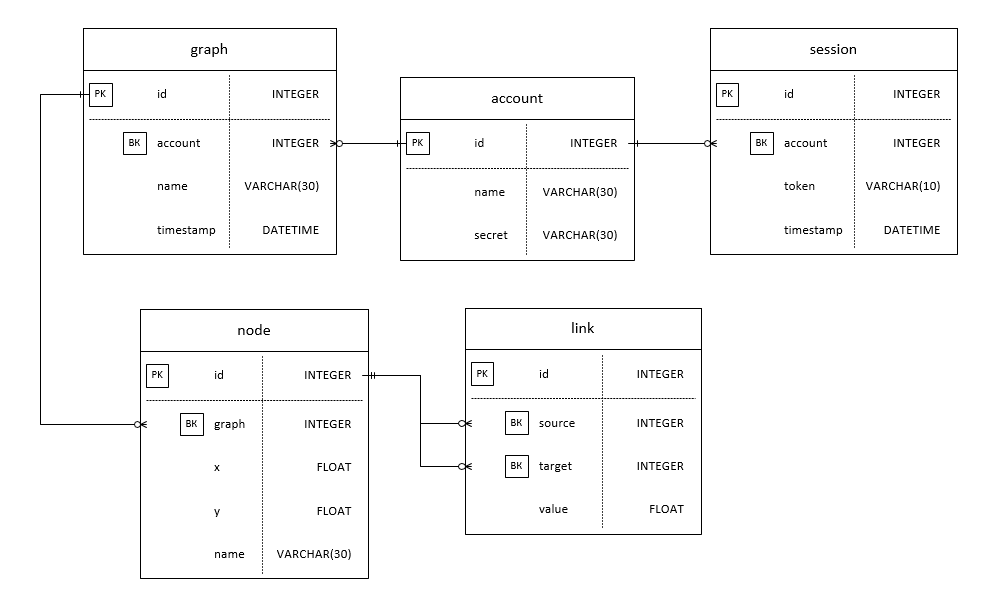 graph
PK id INTEGER
BK account INTEGER
name VARCHAR(30)
timestamp DATETIME
account
PK id INTEGER
name VARCHAR(30)
secret VARCHAR(30)
session
PK id INTEGER
BK account INTEGER
token VARCHAR(10)
timestamp DATETIME
node
PK id INTEGER
BK graph INTEGER
x FLOAT
y FLOAT
name VARCHAR(30)
link
PK id INTEGER
BK source INTEGER
BK target INTEGER
value FLOAT